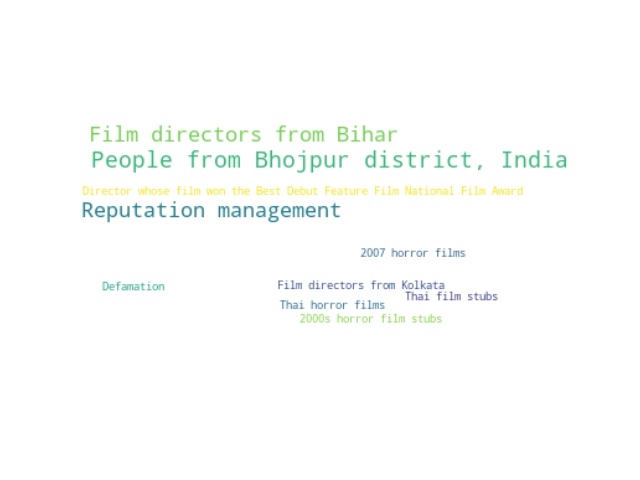 Film directors from Bihar
People from Bhojpur district, India
Director whose film won the Best Debut Feature Film National Film Award
Reputation management
2007 horror films
Defamation
Film directors from Kolkata
Thai film stubs
Thai horror films
2000s horror film stubs